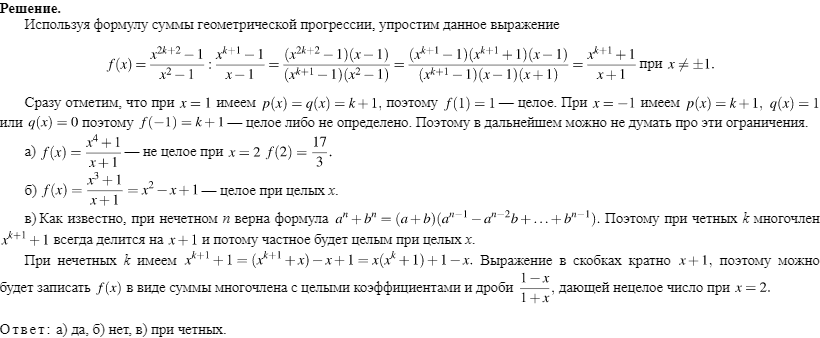 Решение.
Используя формулу суммы геометрической прогрессии, упростим данное выражение
f(x) = \frac{x^{2k+2} − 1}{x^2 − 1} : \frac{x^{k+1} − 1}{x − 1} = \frac{(x^{2k+2} − 1)(x − 1)}{(x^{k+1} − 1)(x^2 − 1)} = \frac{(x^{k+1} − 1)(x^{k+1} + 1)(x − 1)}{(x^{k+1} − 1)(x − 1)(x + 1)} = \frac{x^{k+1} + 1}{x + 1} при x ≠ ±1.
Сразу отметим, что при x = 1 имеем p(x) = q(x) = k + 1, поэтому f(1) = 1 — целое. При x = −1 имеем p(x) = k + 1, q(x) = 1
или q(x) = 0 поэтому f(−1) = k + 1 — целое либо не определено. Поэтому в дальнейшем можно не думать про эти ограничения.
а) f(x) = \frac{x^4 + 1}{x + 1} — не целое при x = 2 f(2) = \frac{17}{3}.
б) f(x) = \frac{x^3 + 1}{x + 1} = x^2 − x + 1 — целое при целых x.
в) Как известно, при нечетном n верна формула a^n + b^n = (a + b)(a^{n−1} − a^{n−2}b + … + b^{n−1}). Поэтому при четных k многочлен
x^{k+1} + 1 всегда делится на x + 1 и потому частное будет целым при целых x.
При нечетных k имеем x^{k+1} + 1 = (x^{k+1} + x) − x + 1 = x(x^k + 1) + 1 − x. Выражение в скобках кратно x + 1, поэтому можно
будет записать f(x) в виде суммы многочлена с целыми коэффициентами и дроби \frac{1 − x}{1 + x}, дающей нецелое число при x = 2.
Ответ: а) да, б) нет, в) при четных.